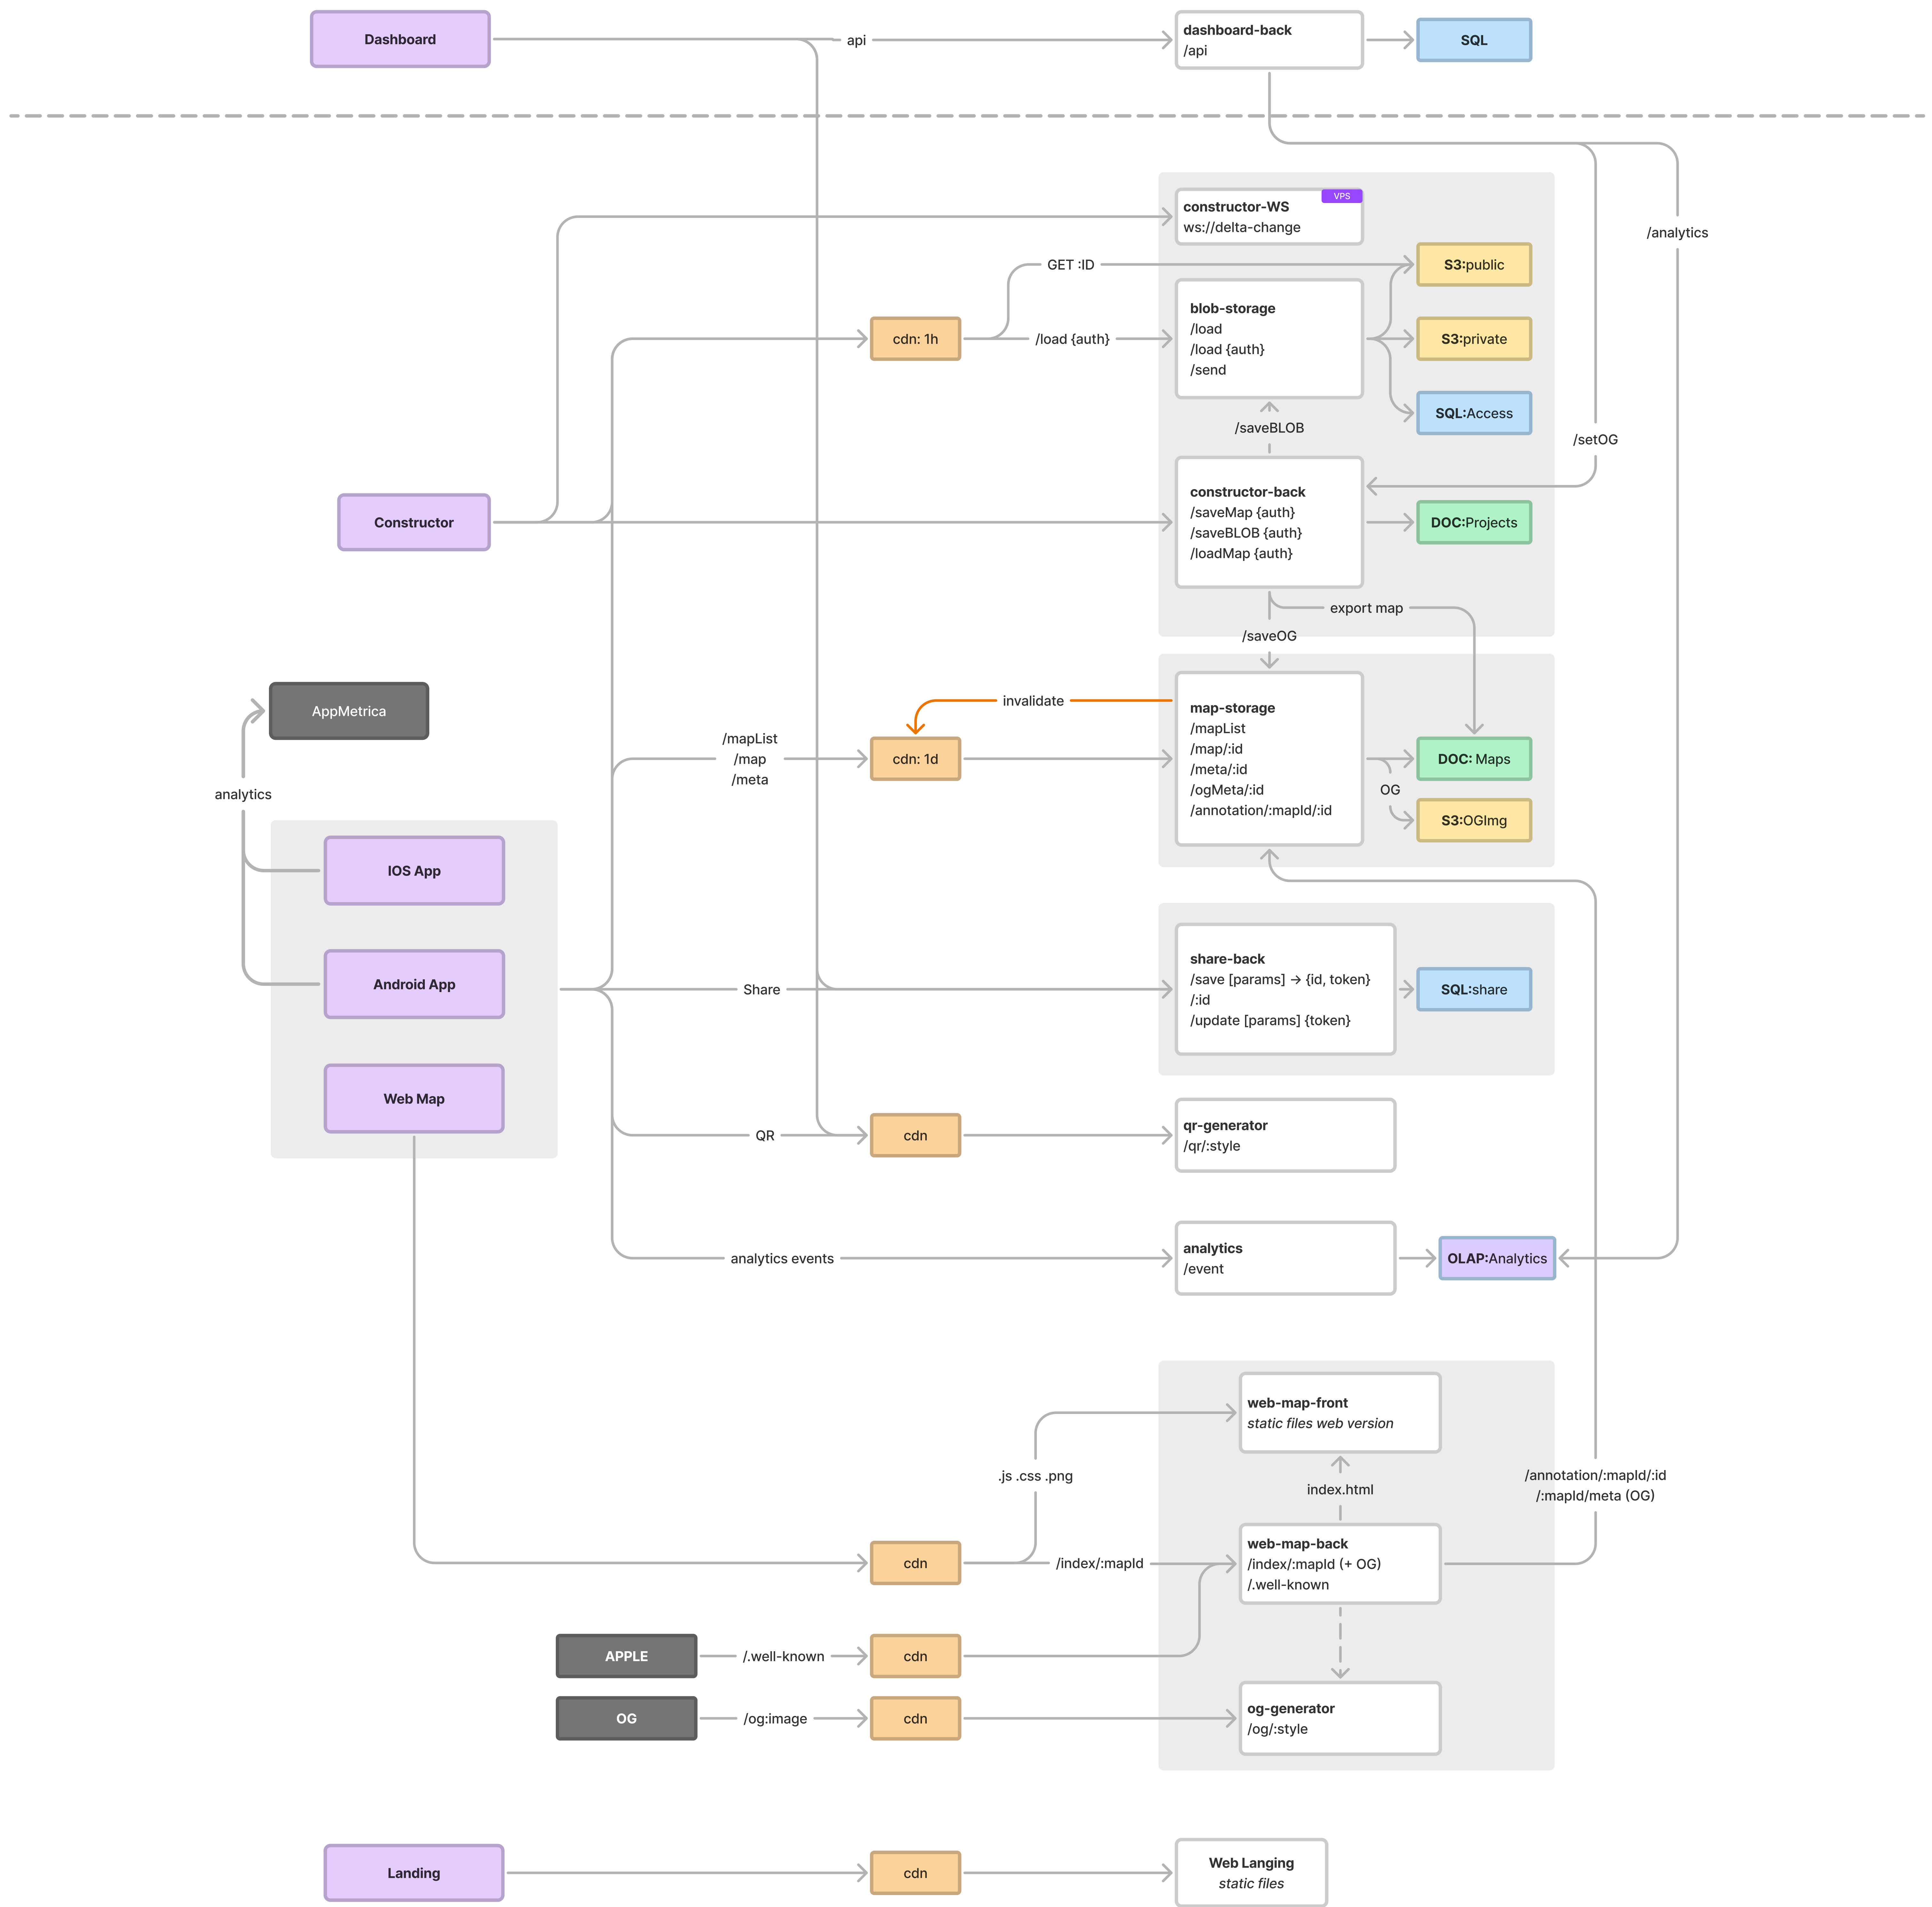 Dashboard
api
dashboard-back
/api
SQL
constructor-WS
VPS
ws://delta-change
/analytics
GET :ID
S3:public
cdn: 1h
/load {auth}
blob-storage
/load
/load {auth}
/send
S3:private
SQL:Access
/saveBLOB
/setOG
Constructor
constructor-back
/saveMap {auth}
/saveBLOB {auth}
/loadMap {auth}
DOC:Projects
export map
/saveOG
AppMetrica
invalidate
/mapList
/map
/meta
cdn: 1d
map-storage
/mapList
/map/:id
/meta/:id
/ogMeta/:id
/annotation/:mapId/:id
DOC: Maps
OG
S3:OGImg
analytics
IOS App
Android App
Web Map
Share
share-back
/save [params] → {id, token}
/:id
/update [params] {token}
SQL:share
QR
cdn
qr-generator
/qr/:style
analytics events
analytics
/event
OLAP:Analytics
web-map-front
static files web version
.js .css .png
index.html
/annotation/:mapId/:id
/:mapId/meta (OG)
cdn
/index/:mapId
web-map-back
/index/:mapId (+ OG)
/.well-known
APPLE
/.well-known
cdn
OG
/og:image
cdn
og-generator
/og/:style
Landing
cdn
Web Langing
static files